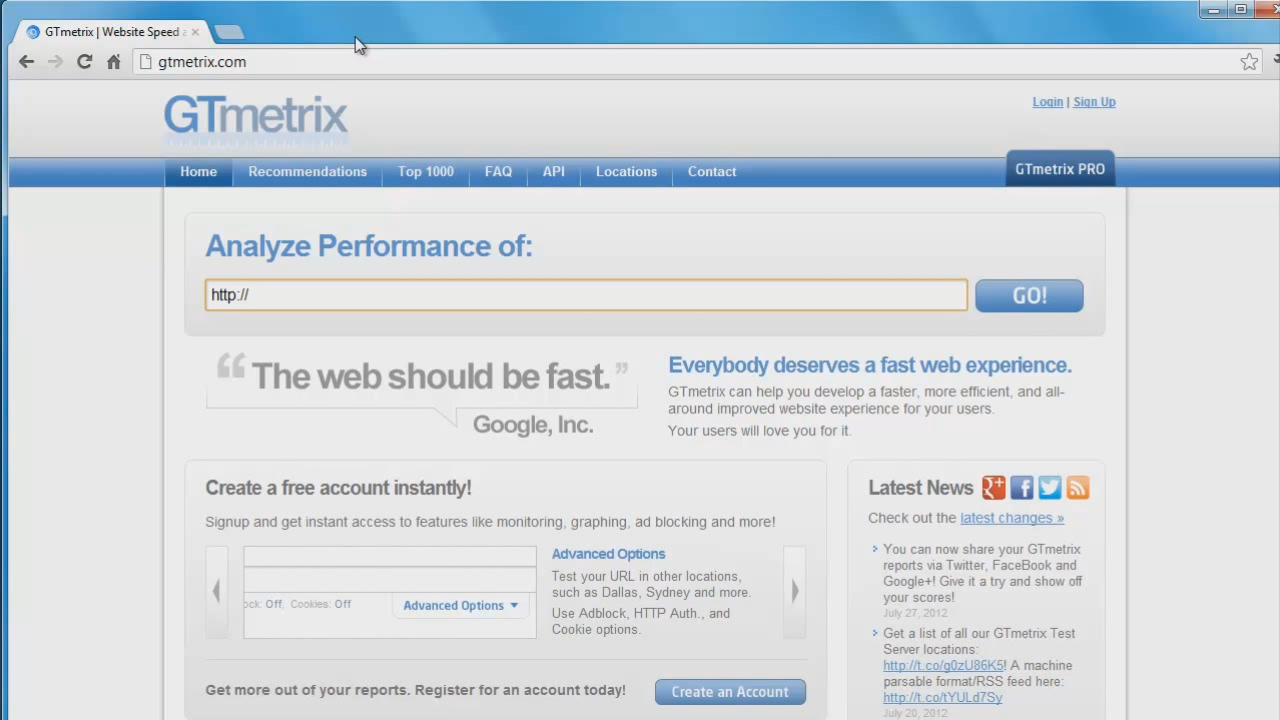 GTmetrix | Website Speed a
gtmetrix.com
GTmetrix
Login | Sign Up
Home Recommendations Top 1000 FAQ API Locations Contact
GTmetrix PRO
Analyze Performance of:
http://
GO!
“The web should be fast.”
Google, Inc.
Everybody deserves a fast web experience.
GTmetrix can help you develop a faster, more efficient, and all-
around improved website experience for your users.
Your users will love you for it.
Create a free account instantly!
Signup and get instant access to features like monitoring, graphing, ad blocking and more!
ock: Off, Cookies: Off
Advanced Options
Advanced Options
Test your URL in other locations,
such as Dallas, Sydney and more.
Use Adblock, HTTP Auth., and
Cookie options.
Get more out of your reports. Register for an account today!
Create an Account
Latest News
Check out the latest changes »
You can now share your GTmetrix
reports via Twitter, FaceBook and
Google+! Give it a try and show off
your scores!
July 27, 2012
Get a list of all our GTmetrix Test
Server locations:
http://t.co/g0zU86K5! A machine
parsable format/RSS feed here:
http://t.co/tYULd7Sy
July 20, 2012